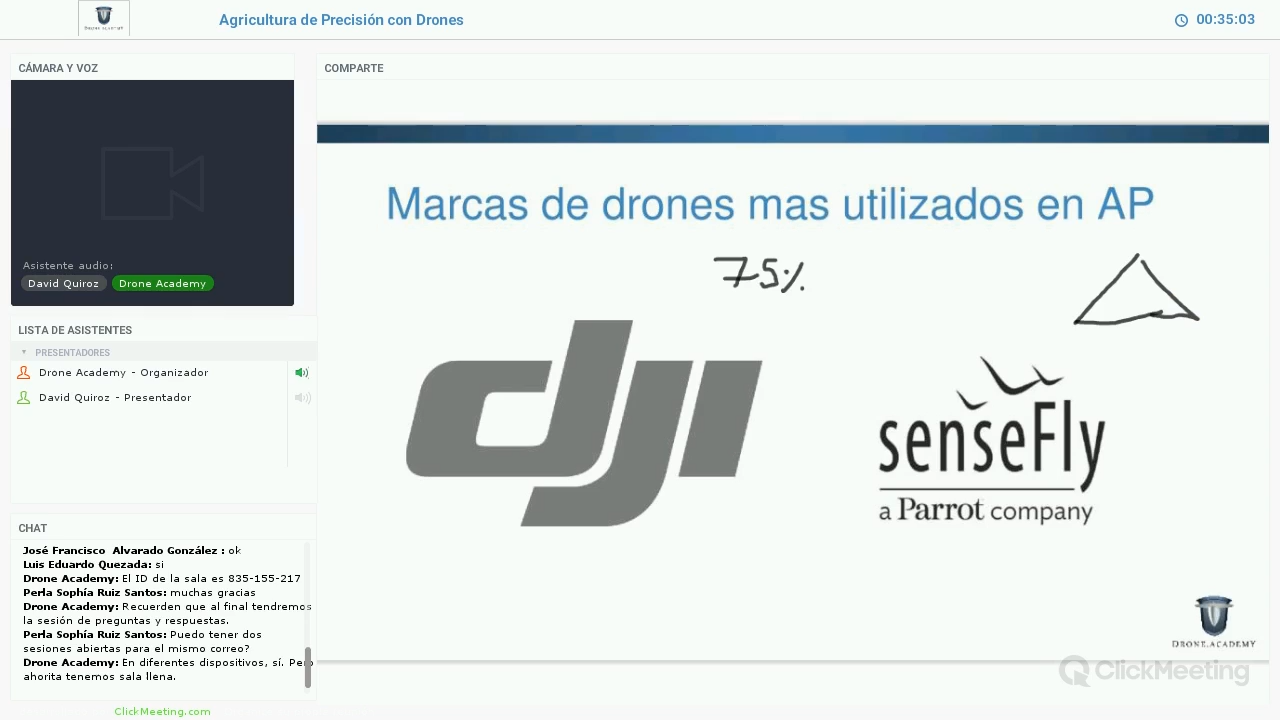 DRONE.ACADEMY
Agricultura de Precisión con Drones
00:35:03
CÁMARA Y VOZ
Asistente audio:
David Quiroz
Drone Academy
LISTA DE ASISTENTES
PRESENTADORES
Drone Academy - Organizador
David Quiroz - Presentador
CHAT
José Francisco Alvarado González : ok
Luis Eduardo Quezada: si
Drone Academy: El ID de la sala es 835-155-217
Perla Sophía Ruiz Santos: muchas gracias
Drone Academy: Recuerden que al final tendremos
la sesión de preguntas y respuestas.
Perla Sophía Ruiz Santos: Puedo tener dos
sesiones abiertas para el mismo correo?
Drone Academy: En diferentes dispositivos, sí. Pero
ahorita tenemos sala llena.
ClickMeeting.com
COMPARTE
Marcas de drones mas utilizados en AP
75%
dji
senseFly
a Parrot company
DRONE.ACADEMY
ClickMeeting